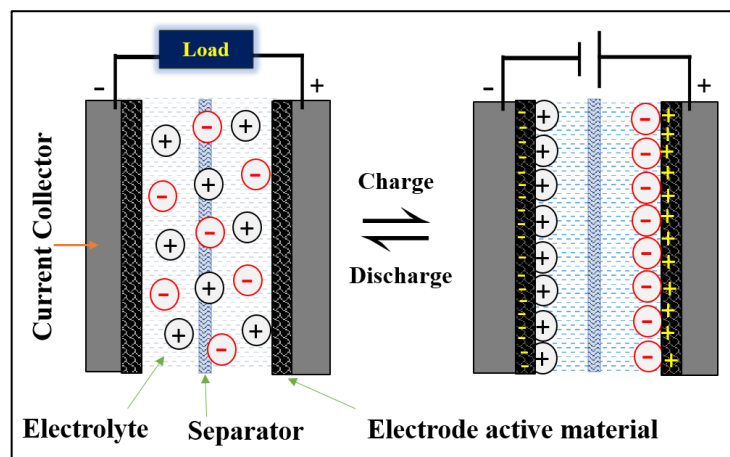 Load
- +
- +
Current Collector
Charge
Discharge
Electrolyte
Separator
Electrode active material